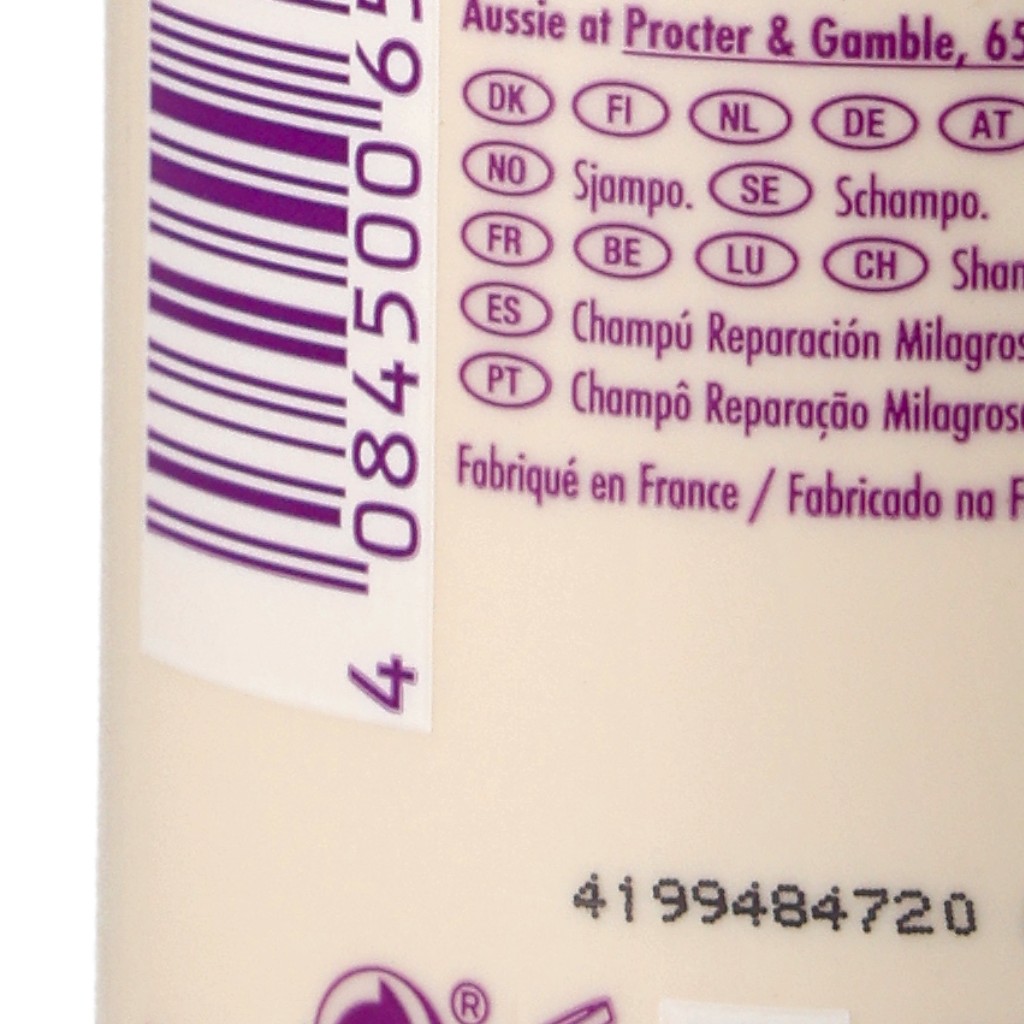 Aussie at Procter & Gamble, 65
DK FI NL DE AT
NO Sjampo. SE Schampo.
FR BE LU CH
ES Champú Reparación
PT Champô Reparação
Fabriqué en France / Fabricado na
4 084500 65
4199484720
®